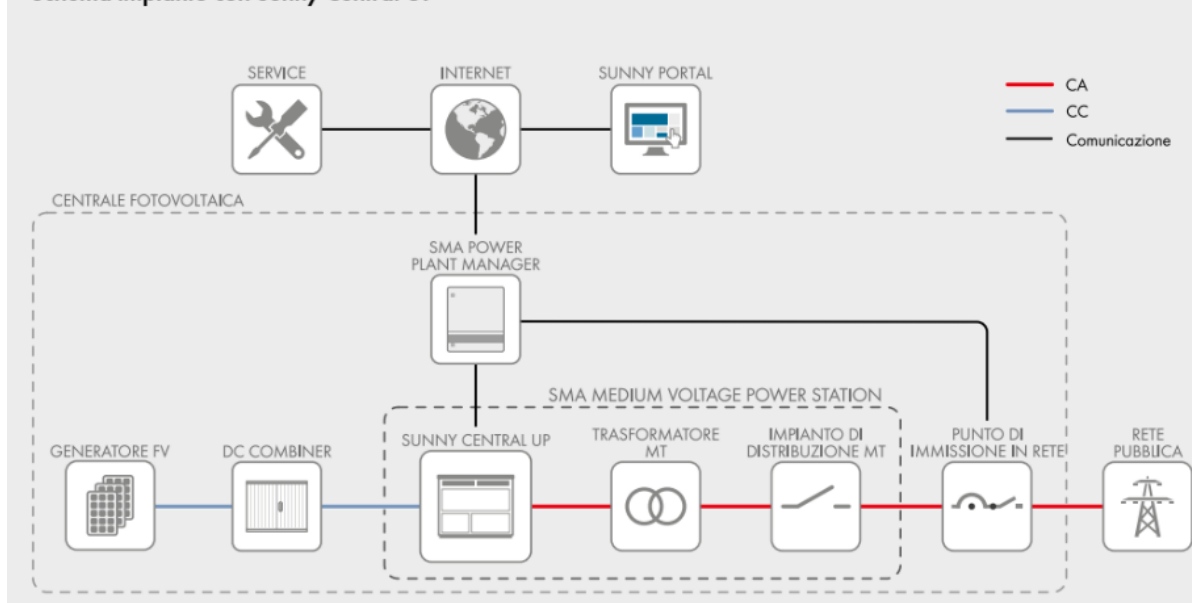 SERVICE
INTERNET
SUNNY PORTAL
CA
CC
Comunicazione
CENTRALE FOTOVOLTAICA
SMA POWER
PLANT MANAGER
SMA MEDIUM VOLTAGE POWER STATION
GENERATORE FV
DC COMBINER
SUNNY CENTRAL UP
TRASFORMATORE
MT
IMPIANTO DI
DISTRIBUZIONE MT
PUNTO DI
IMMISSIONE IN RETE
RETE
PUBBLICA